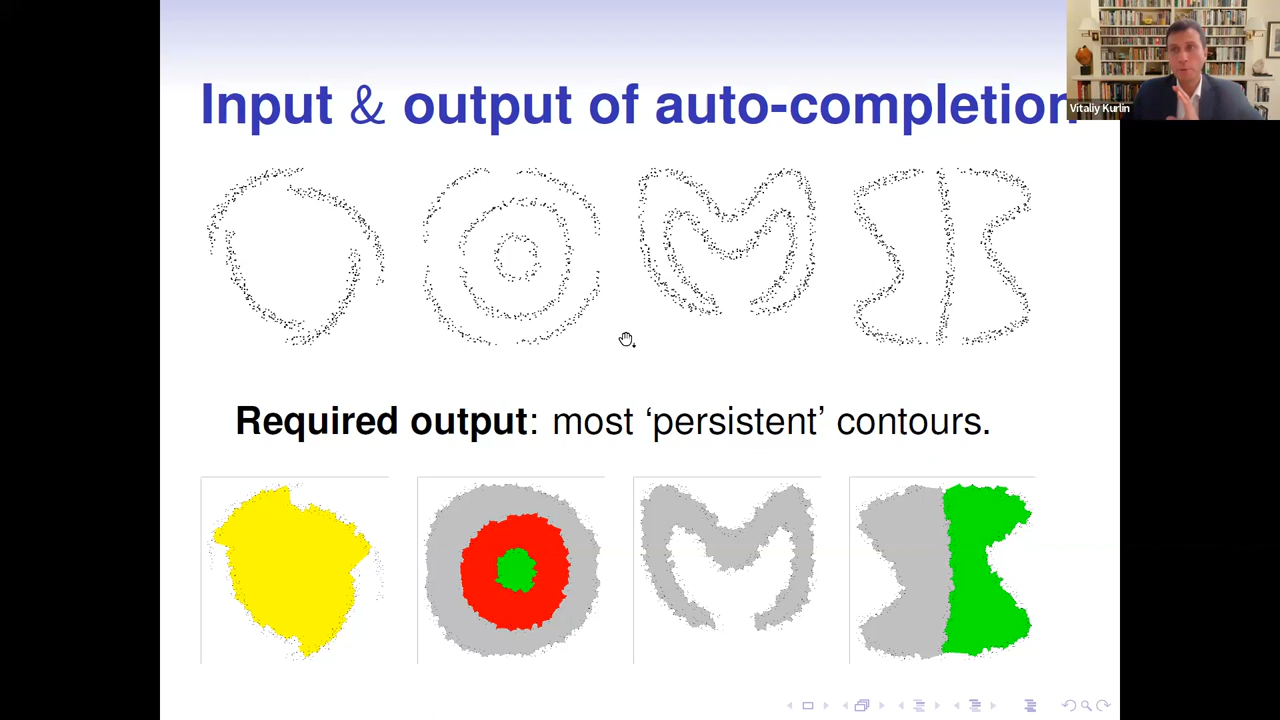 Input & output of auto-completion
Vitaliy Kurlin
Required output: most ‘persistent’ contours.